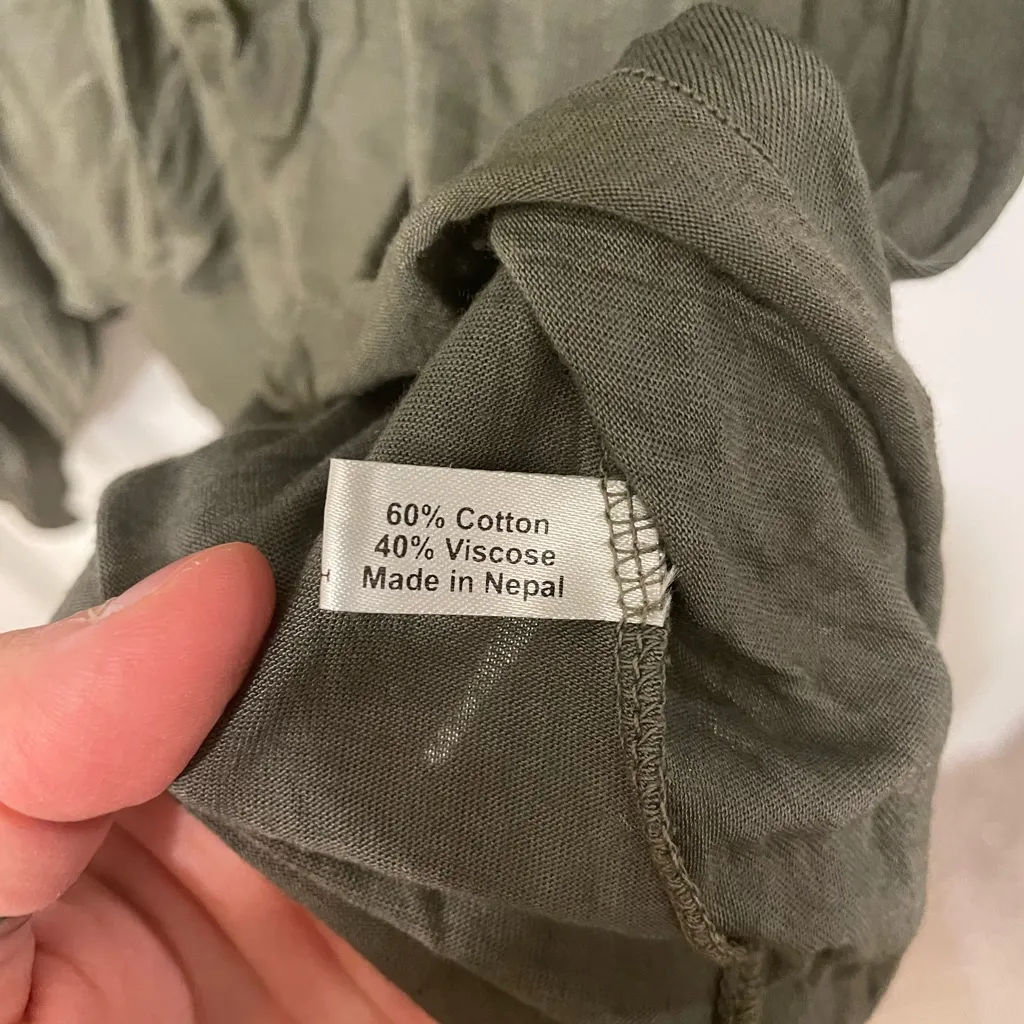 60% Cotton
40% Viscose
Made in Nepal